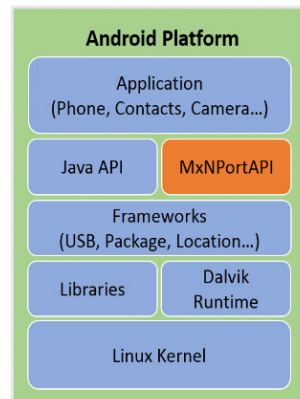 Android Platform
Application
(Phone, Contacts, Camera...)
Java API
MxNPortAPI
Frameworks
(USB, Package, Location...)
Libraries
Dalvik
Runtime
Linux Kernel